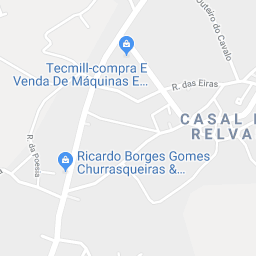 Outeiro do Cavalo
Tecmill-compra E
Venda De Máquinas E...
R. das Eiras
CASAL
RELVA
R. da Poesia
Ricardo Borges Gomes
Churrasqueiras &...